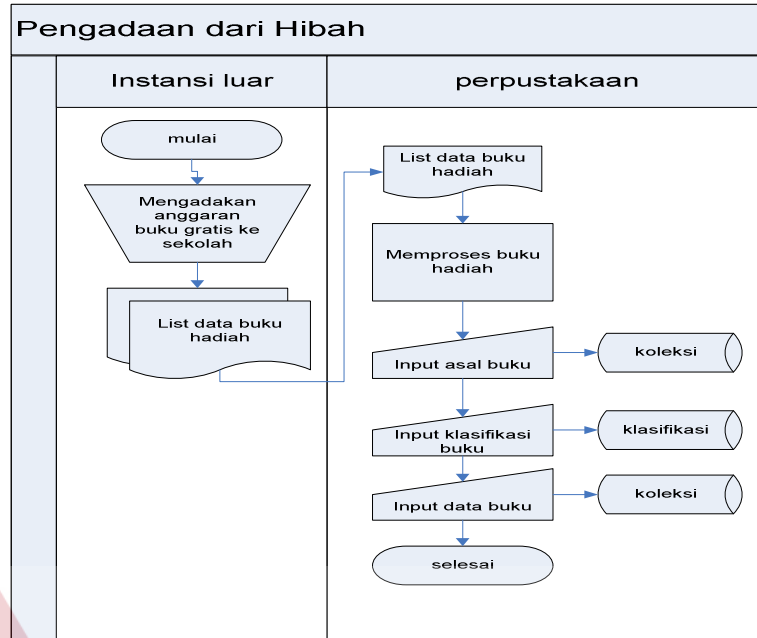 Pengadaan dari Hibah
Instansi luar
perpustakaan
mulai
Mengadakan
anggaran
buku gratis ke
sekolah
List data buku
hadiah
List data buku
hadiah
Memproses buku
hadiah
Input asal buku
koleksi
Input klasifikasi
buku
klasifikasi
Input data buku
koleksi
selesai